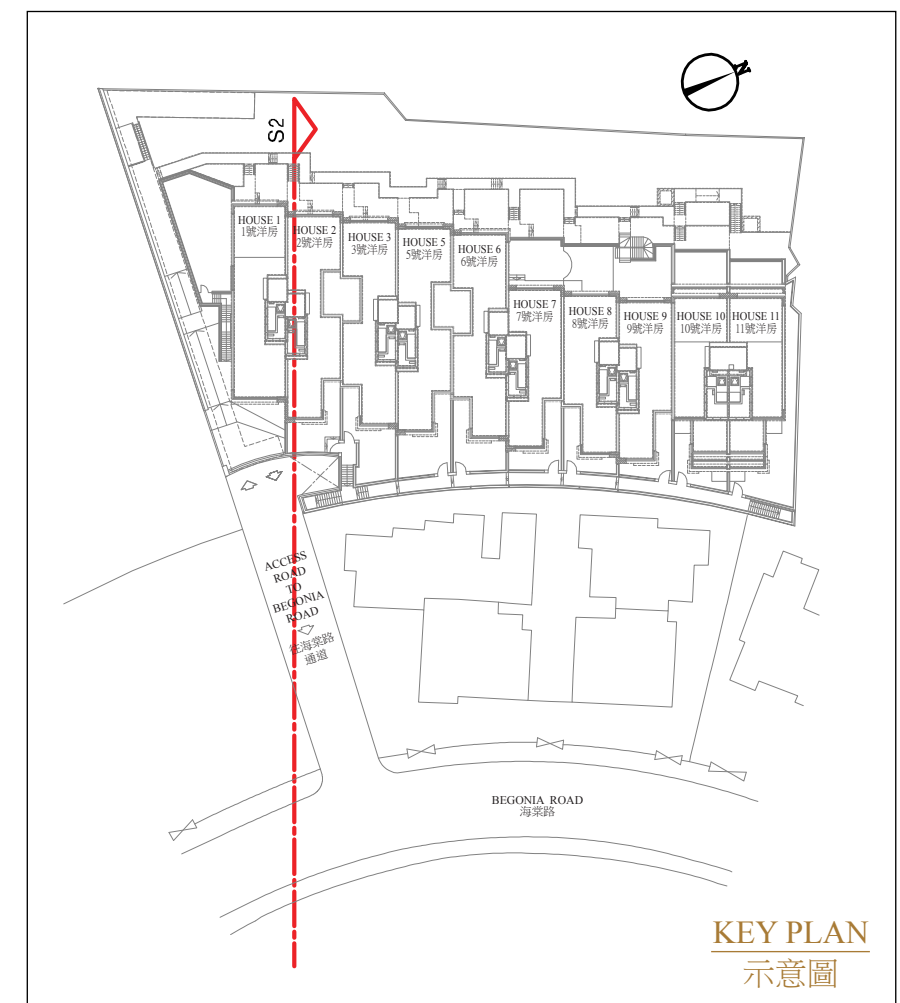 N
S2
HOUSE 1
1號洋房
HOUSE 2
2號洋房
HOUSE 3
3號洋房
HOUSE 5
5號洋房
HOUSE 6
6號洋房
HOUSE 7
7號洋房
HOUSE 8
8號洋房
HOUSE 9
9號洋房
HOUSE 10
10號洋房
HOUSE 11
11號洋房
ACCESS
ROAD
TO
BEGONIA
ROAD
往海棠路
通道
BEGONIA ROAD
海棠路
KEY PLAN
示意圖